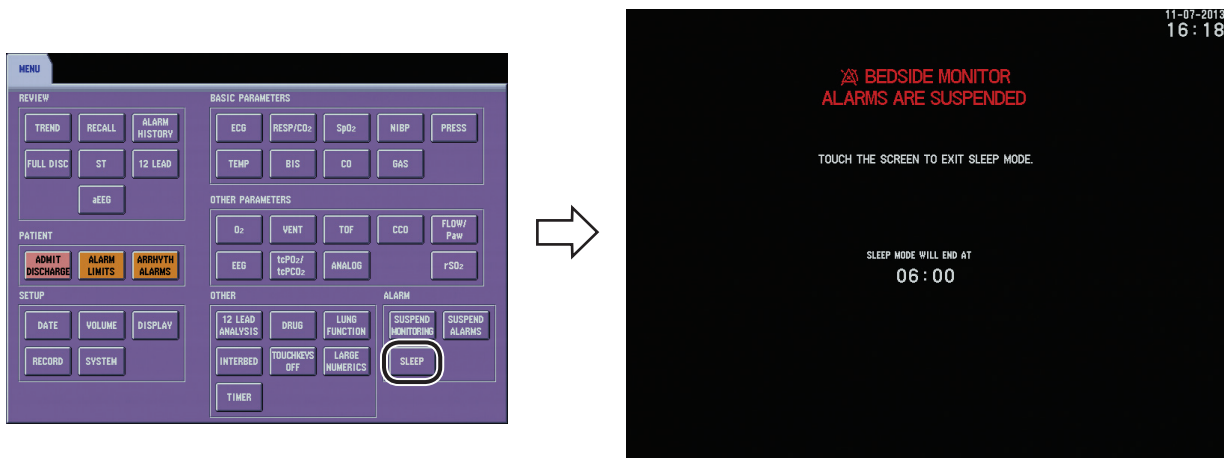 MENU
REVIEW
TREND RECALL ALARM HISTORY
FULL DISC ST 12 LEAD
aEEG
PATIENT
ADMIT DISCHARGE ALARM LIMITS ARRHYTH ALARMS
SETUP
DATE VOLUME DISPLAY
RECORD SYSTEM
BASIC PARAMETERS
ECG RESP/CO₂ SpO₂ NIBP PRESS
TEMP BIS CO GAS
OTHER PARAMETERS
O₂ VENT TOF CCO FLOW/Paw
EEG tcPO₂/tcPCO₂ ANALOG rSO₂
OTHER
12 LEAD ANALYSIS DRUG LUNG FUNCTION
INTERBED TOUCHKEYS OFF LARGE NUMERICS
TIMER
ALARM
SUSPEND MONITORING SUSPEND ALARMS
SLEEP
11-07-2013
16:18
BEDSIDE MONITOR
ALARMS ARE SUSPENDED
TOUCH THE SCREEN TO EXIT SLEEP MODE.
SLEEP MODE WILL END AT
06:00